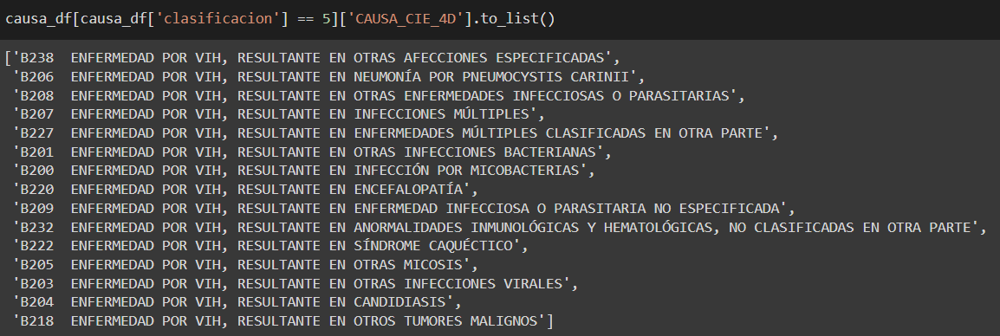 causa_df[causa_df['clasificacion'] == 5]['CAUSA_CIE_4D'].to_list()
['B238  ENFERMEDAD POR VIH, RESULTANTE EN OTRAS AFECCIONES ESPECIFICADAS',
'B206  ENFERMEDAD POR VIH, RESULTANTE EN NEUMONÍA POR PNEUMOCYSTIS CARINII',
'B208  ENFERMEDAD POR VIH, RESULTANTE EN OTRAS ENFERMEDADES INFECCIOSAS O PARASITARIAS',
'B207  ENFERMEDAD POR VIH, RESULTANTE EN INFECCIONES MÚLTIPLES',
'B227  ENFERMEDAD POR VIH, RESULTANTE EN ENFERMEDADES MÚLTIPLES CLASIFICADAS EN OTRA PARTE',
'B201  ENFERMEDAD POR VIH, RESULTANTE EN OTRAS INFECCIONES BACTERIANAS',
'B200  ENFERMEDAD POR VIH, RESULTANTE EN INFECCIÓN POR MICOBACTERIAS',
'B220  ENFERMEDAD POR VIH, RESULTANTE EN ENCEFALOPATÍA',
'B209  ENFERMEDAD POR VIH, RESULTANTE EN ENFERMEDAD INFECCIOSA O PARASITARIA NO ESPECIFICADA',
'B232  ENFERMEDAD POR VIH, RESULTANTE EN ANORMALIDADES INMUNOLÓGICAS Y HEMATOLÓGICAS, NO CLASIFICADAS EN OTRA PARTE',
'B222  ENFERMEDAD POR VIH, RESULTANTE EN SÍNDROME CAQUÉCTICO',
'B205  ENFERMEDAD POR VIH, RESULTANTE EN OTRAS MICOSIS',
'B203  ENFERMEDAD POR VIH, RESULTANTE EN OTRAS INFECCIONES VIRALES',
'B204  ENFERMEDAD POR VIH, RESULTANTE EN CANDIDIASIS',
'B218  ENFERMEDAD POR VIH, RESULTANTE EN OTROS TUMORES MALIGNOS']